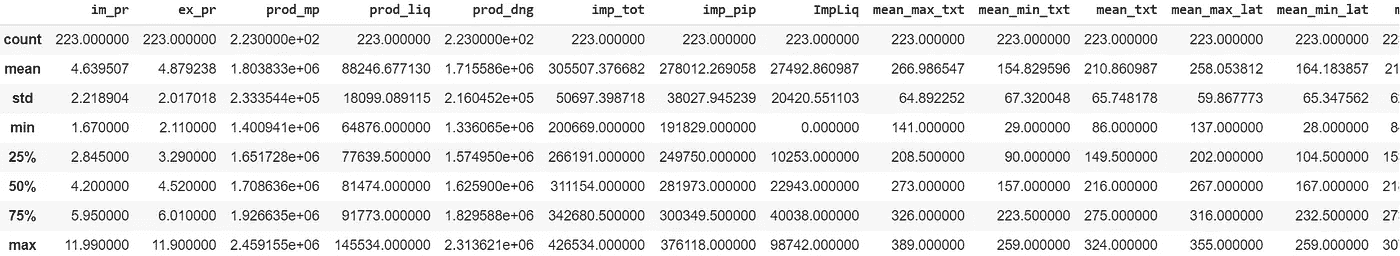 im_pr ex_pr prod_mp prod_liq prod_dng imp_tot imp_pip ImpLiq mean_max_txt mean_min_txt mean_txt mean_max_lat mean_min_lat
count 223.000000 223.000000 2.230000e+02 223.000000 2.230000e+02 223.000000 223.000000 223.000000 223.000000 223.000000 223.000000 223.000000 223.000000 22
mean 4.639507 4.879238 1.803833e+06 88246.677130 1.715586e+06 305507.376682 278012.269058 27492.860987 266.986547 154.829596 210.860987 258.053812 164.183857 21
std 2.218904 2.017018 2.333544e+05 18099.089115 2.160452e+05 50697.398718 38027.945239 20420.551103 64.892252 67.320048 65.748178 59.867773 65.347562
min 1.670000 2.110000 1.400941e+06 64876.000000 1.336065e+06 200669.000000 191829.000000 0.000000 141.000000 29.000000 86.000000 137.000000 28.000000
25% 2.845000 3.290000 1.651728e+06 77639.500000 1.574950e+06 266191.000000 249750.000000 10253.000000 208.500000 90.000000 149.500000 202.000000 104.500000 15
50% 4.200000 4.520000 1.708636e+06 81474.000000 1.625900e+06 311154.000000 281973.000000 22943.000000 273.000000 157.000000 216.000000 267.000000 167.000000
75% 5.950000 6.010000 1.926635e+06 91773.000000 1.829588e+06 342680.500000 300349.500000 40038.000000 326.000000 223.500000 275.000000 316.000000 232.500000
max 11.990000 11.900000 2.459155e+06 145534.000000 2.313621e+06 426534.000000 376118.000000 98742.000000 389.000000 259.000000 324.000000 355.000000 259.000000 30